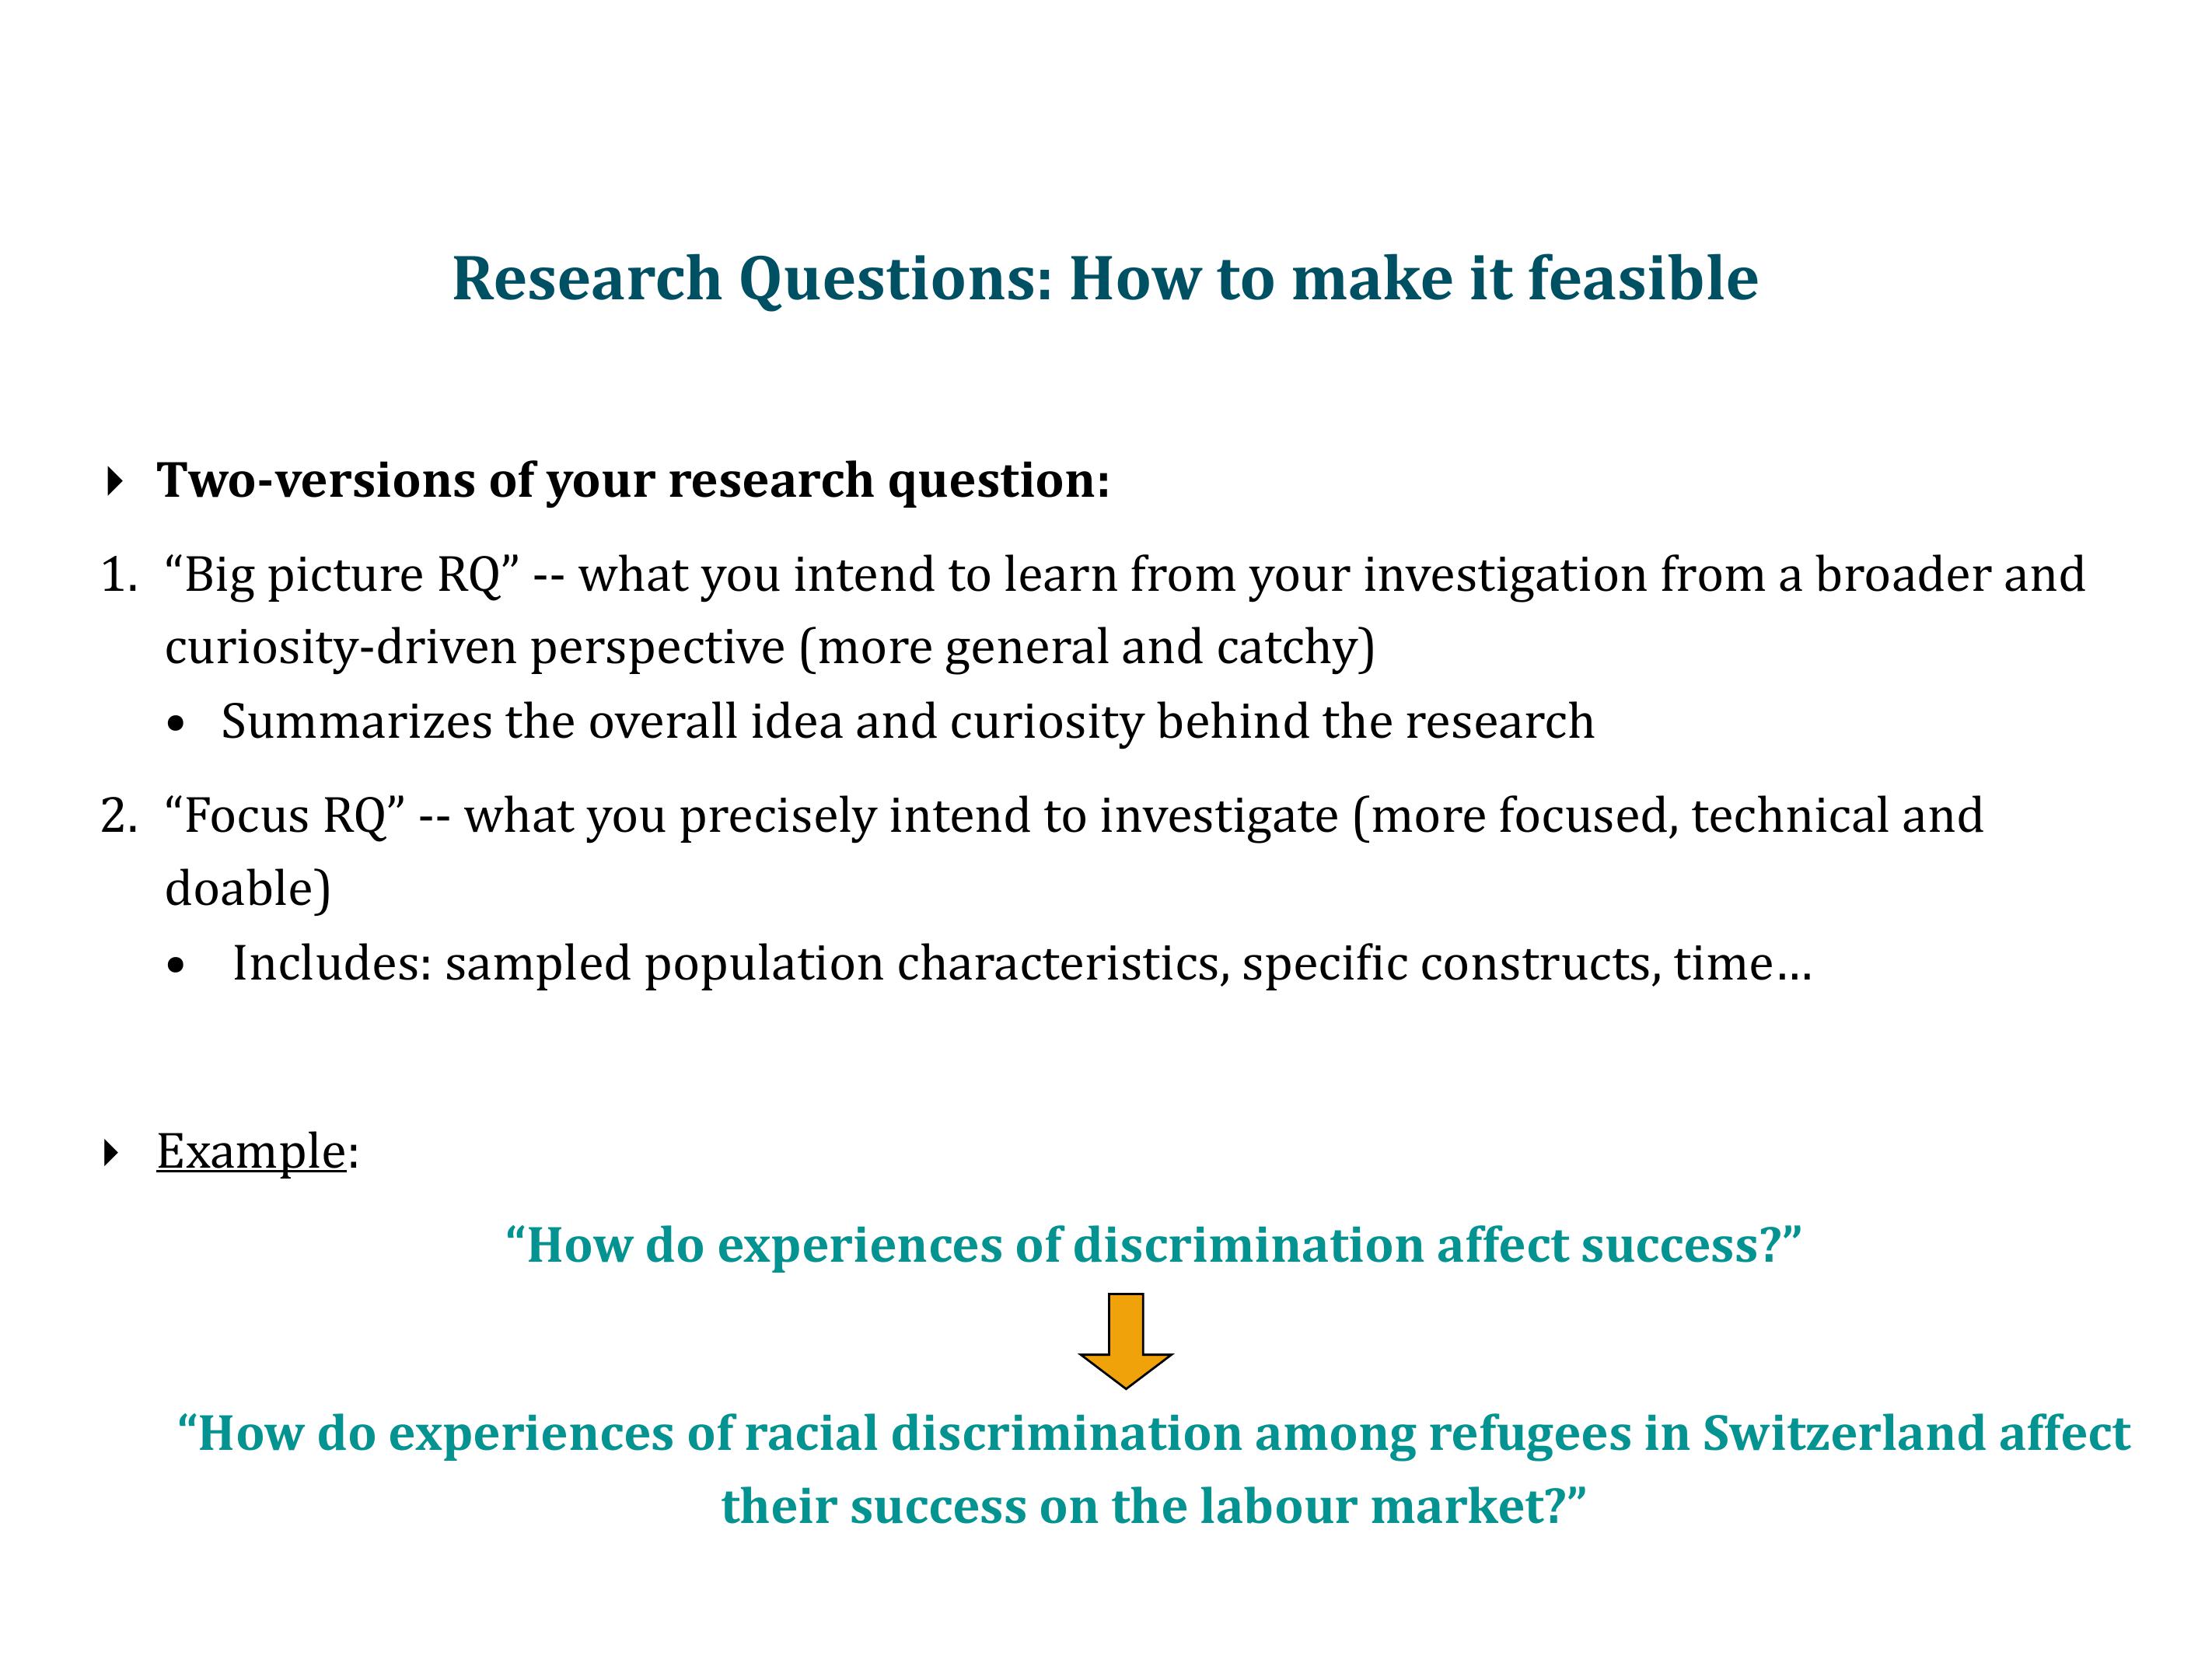 Research Questions: How to make it feasible
Two-versions of your research question:
1. “Big picture RQ” -- what you intend to learn from your investigation from a broader and
curiosity-driven perspective (more general and catchy)
• Summarizes the overall idea and curiosity behind the research
2. “Focus RQ” -- what you precisely intend to investigate (more focused, technical and
doable)
• Includes: sampled population characteristics, specific constructs, time…
Example:
“How do experiences of discrimination affect success?”
“How do experiences of racial discrimination among refugees in Switzerland affect
their success on the labour market?”